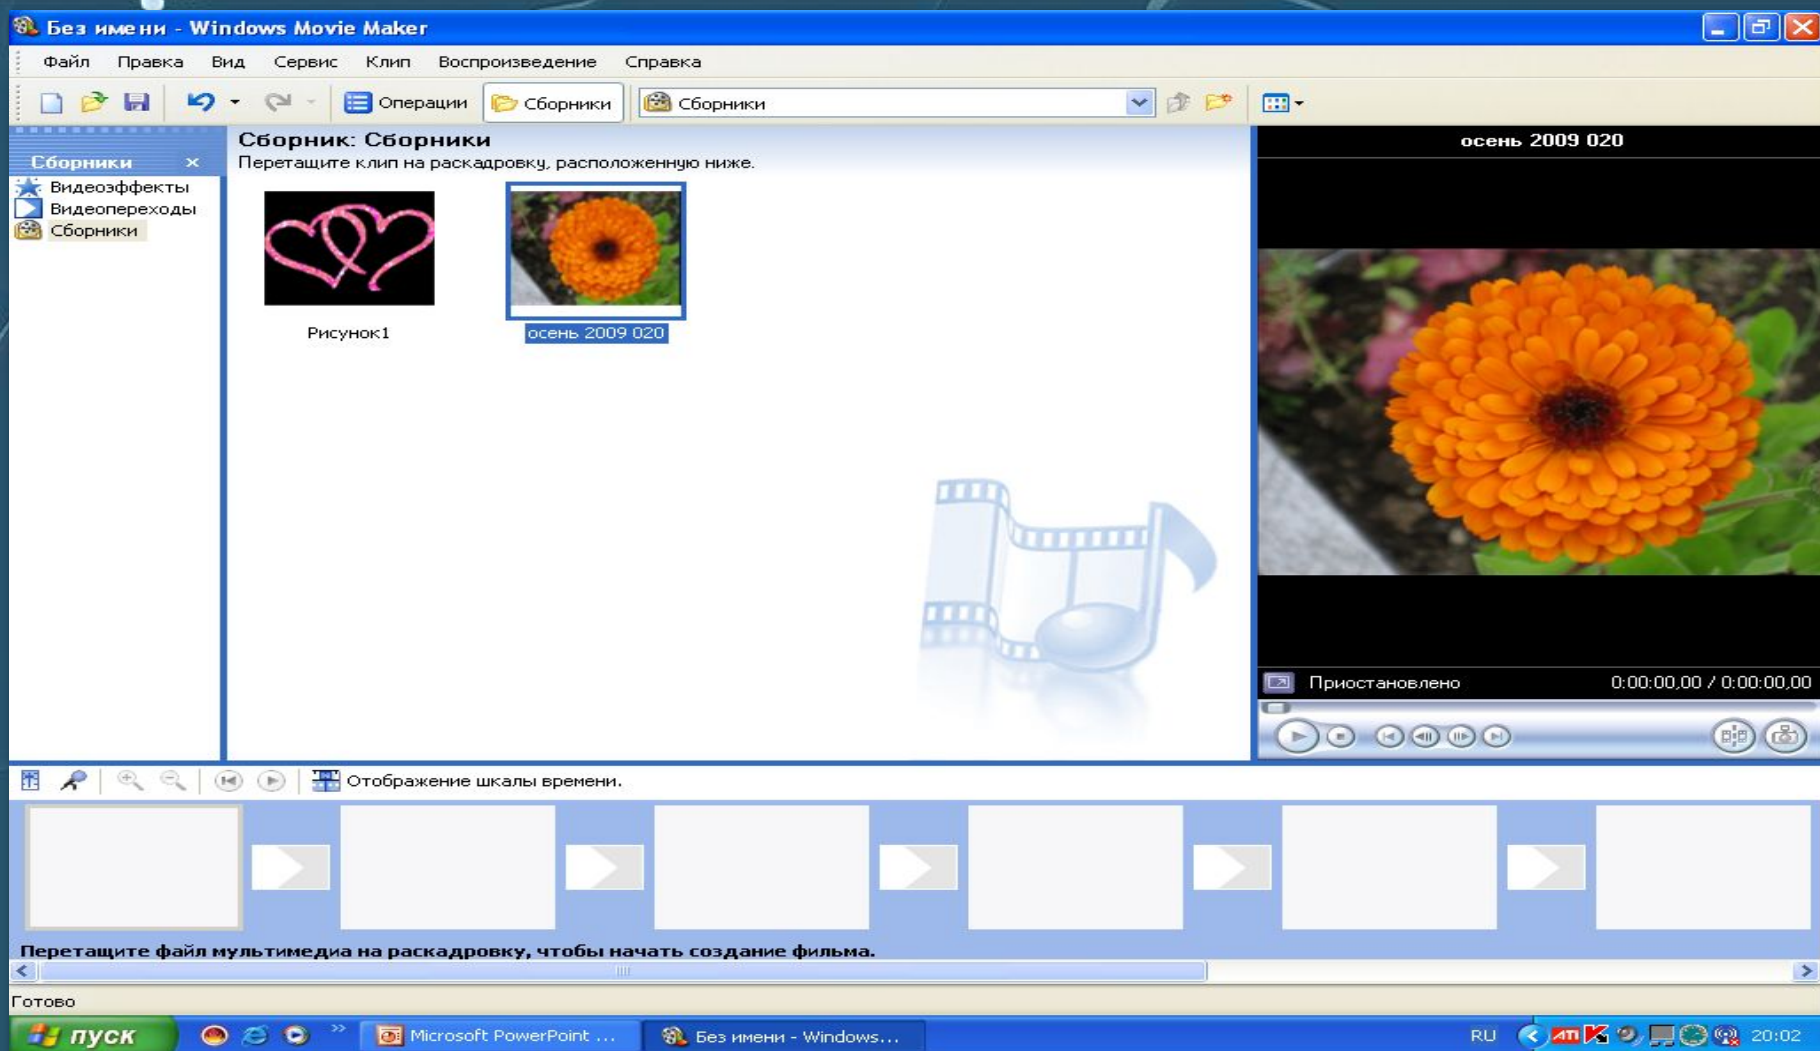 Без имени - Windows Movie Maker
Файл Правка Вид Сервис Клип Воспроизведение Справка
Операции Сборники Сборники
Сборники
Видеоэффекты
Видеопереходы
Сборники
Сборник: Сборники
Перетащите клип на раскадровку, расположенную ниже.
Рисунок1
осень 2009 020
осень 2009 020
Приостановлено 0:00:00,00 / 0:00:00,00
Отображение шкалы времени.
Перетащите файл мультимедиа на раскадровку, чтобы начать создание фильма.
Готово
пуск Microsoft PowerPoint ... Без имени - Windows... RU ATI K 20:02